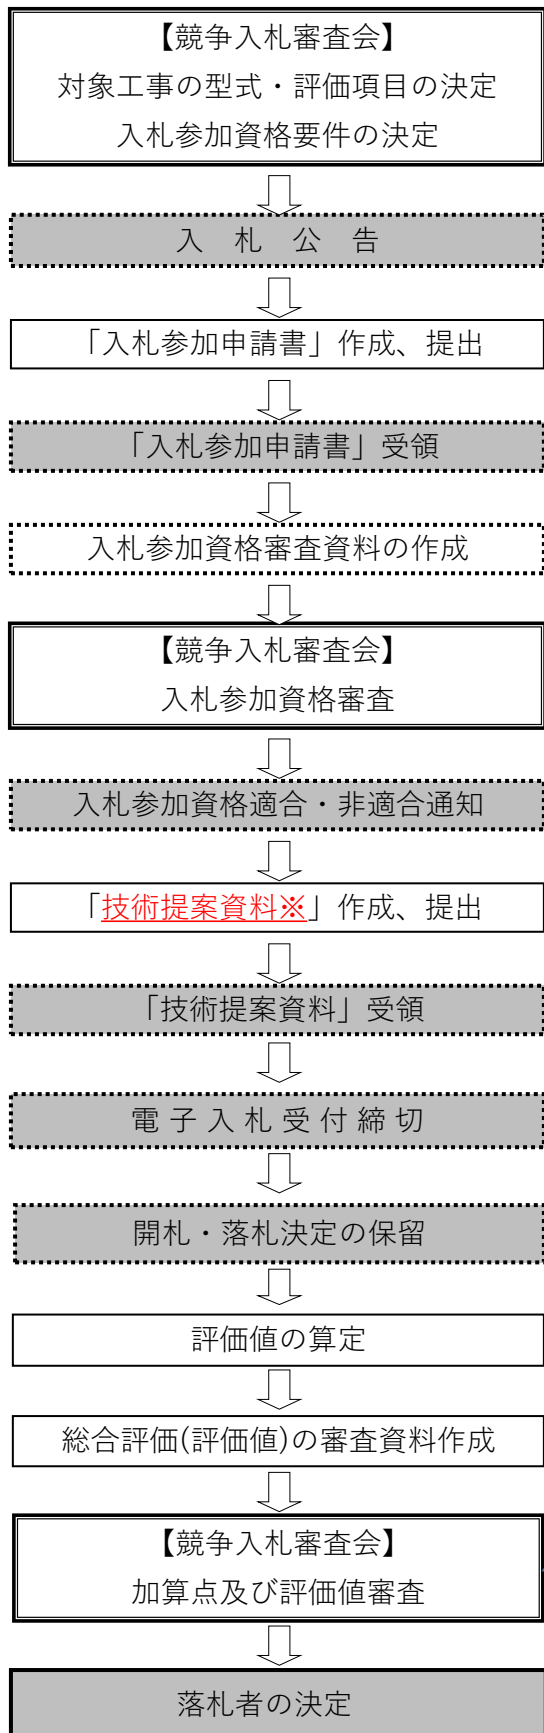 【競争入札審査会】
対象工事の型式・評価項目の決定
入札参加資格要件の決定
入　札　公　告
「入札参加申請書」作成、提出
「入札参加申請書」受領
入札参加資格審査資料の作成
【競争入札審査会】
入札参加資格審査
入札参加資格適合・非適合通知
「技術提案資料※」作成、提出
「技術提案資料」受領
電 子 入 札 受 付 締 切
開札・落札決定の保留
評価値の算定
総合評価(評価値)の審査資料作成
【競争入札審査会】
加算点及び評価値審査
落札者の決定